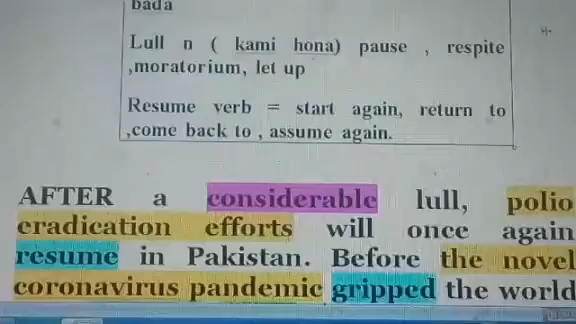 bada
Lull n ( kami hona) pause , respite
,moratorium, let up
Resume verb = start again, return to
,come back to , assume again.
AFTER a considerable lull, polio
eradication efforts will once again
resume in Pakistan. Before the novel
coronavirus pandemic gripped the world